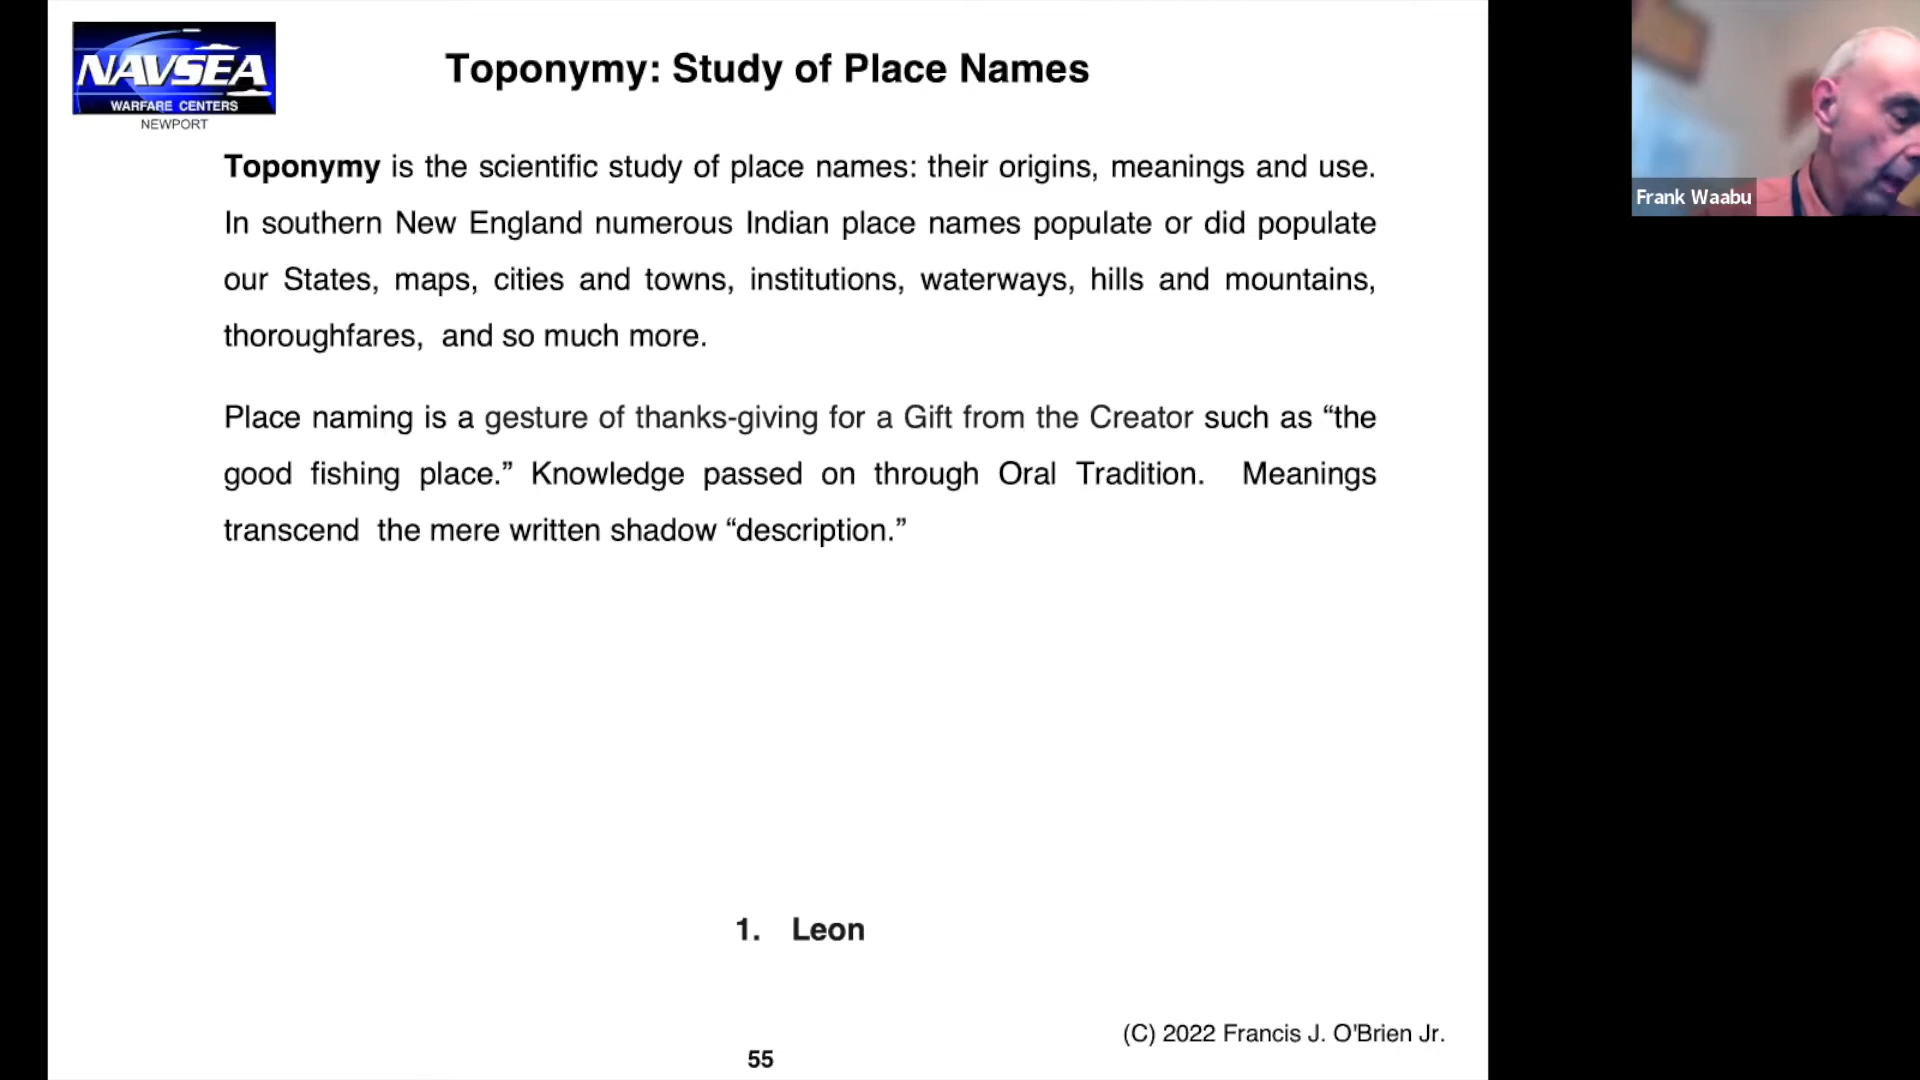 NAVSEA
WARFARE CENTERS
NEWPORT
Toponymy: Study of Place Names
Toponymy is the scientific study of place names: their origins, meanings and use.
In southern New England numerous Indian place names populate or did populate
our States, maps, cities and towns, institutions, waterways, hills and mountains,
thoroughfares, and so much more.
Place naming is a gesture of thanks-giving for a Gift from the Creator such as “the
good fishing place.” Knowledge passed on through Oral Tradition. Meanings
transcend the mere written shadow “description.”
1. Leon
(C) 2022 Francis J. O'Brien Jr.
55
Frank Waabu